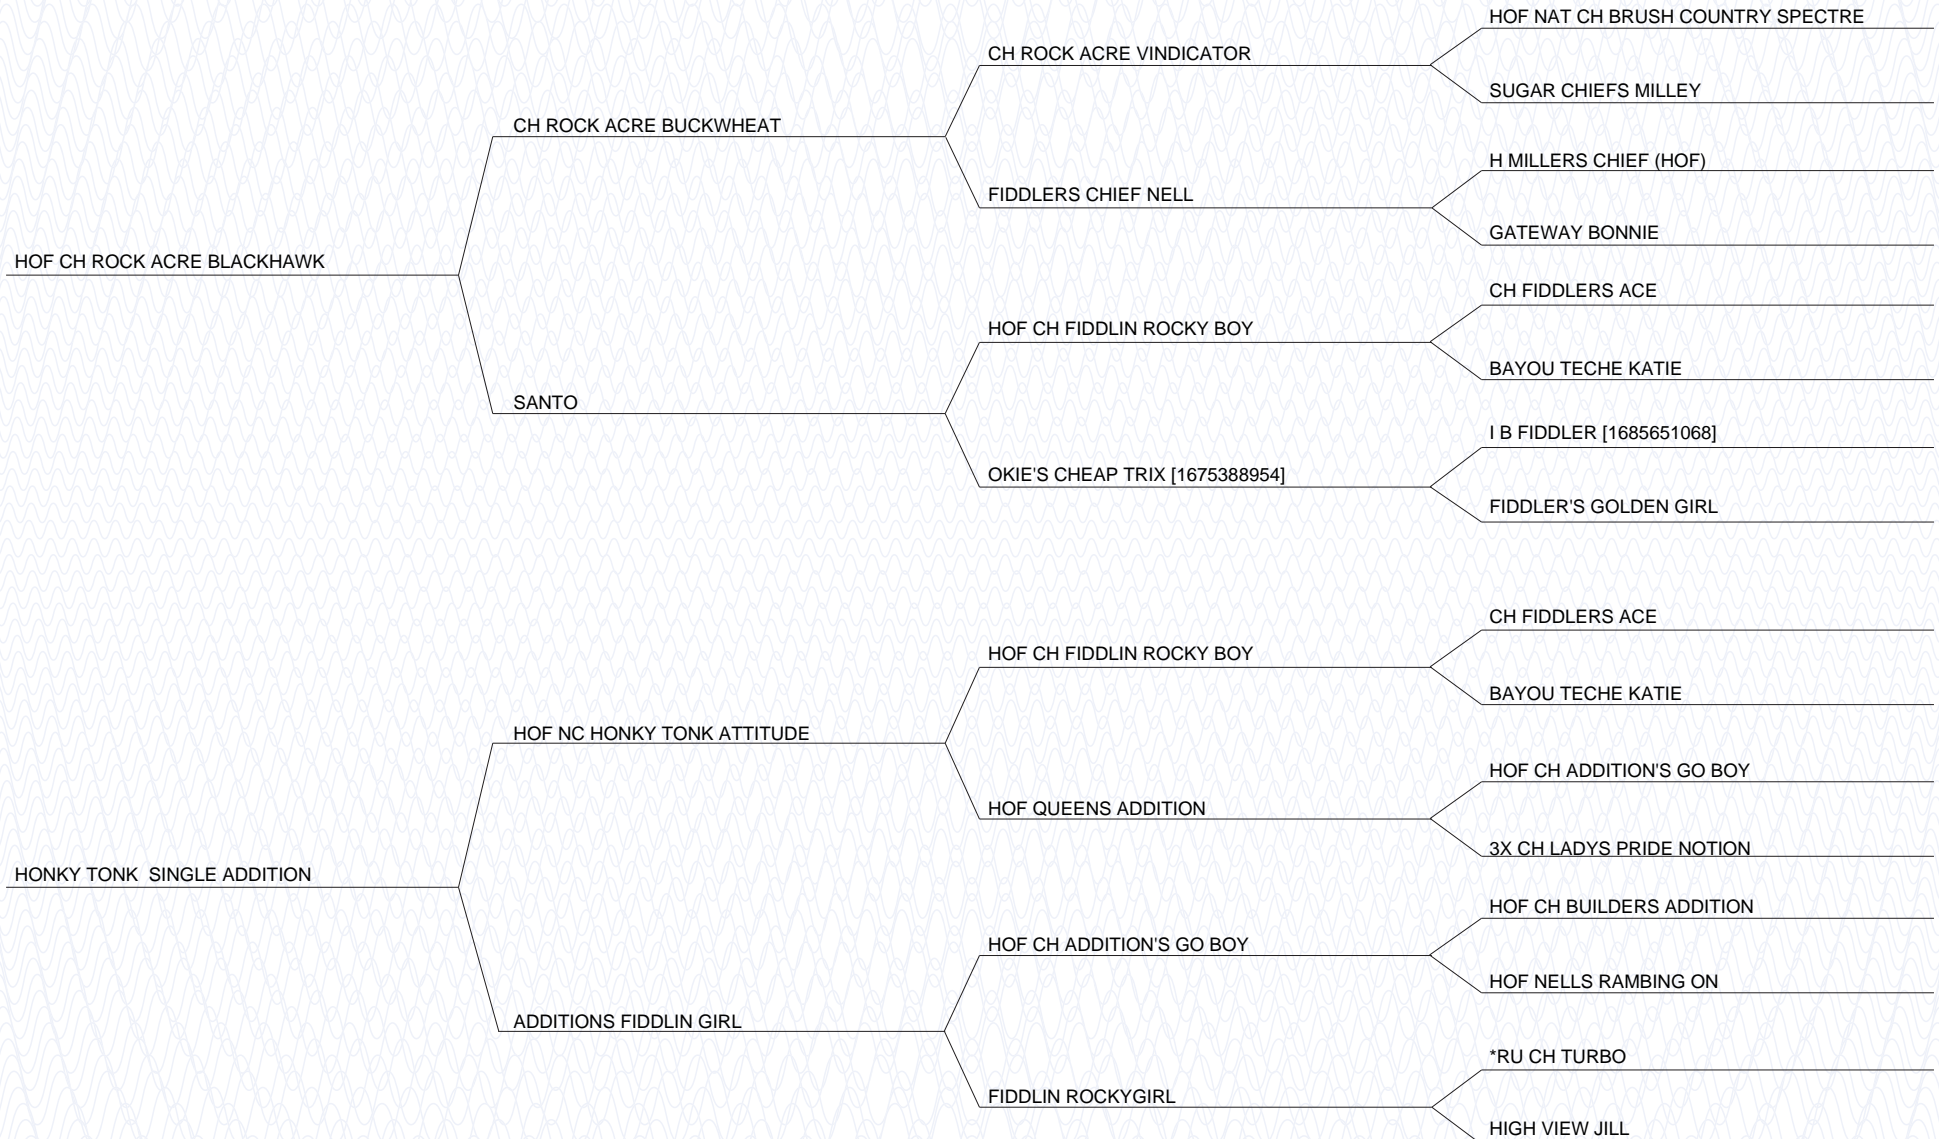 HOF NAT CH BRUSH COUNTRY SPECTRE
CH ROCK ACRE VINDICATOR
SUGAR CHIEFS MILLEY
CH ROCK ACRE BUCKWHEAT
H MILLERS CHIEF (HOF)
FIDDLERS CHIEF NELL
GATEWAY BONNIE
HOF CH ROCK ACRE BLACKHAWK
CH FIDDLERS ACE
HOF CH FIDDLIN ROCKY BOY
BAYOU TECHE KATIE
SANTO
I B FIDDLER [1685651068]
OKIE'S CHEAP TRIX [1675388954]
FIDDLER'S GOLDEN GIRL
CH FIDDLERS ACE
HOF CH FIDDLIN ROCKY BOY
BAYOU TECHE KATIE
HOF NC HONKY TONK ATTITUDE
HOF CH ADDITION'S GO BOY
HOF QUEENS ADDITION
3X CH LADYS PRIDE NOTION
HONKY TONK  SINGLE ADDITION
HOF CH BUILDERS ADDITION
HOF CH ADDITION'S GO BOY
HOF NELLS RAMBING ON
ADDITIONS FIDDLIN GIRL
*RU CH TURBO
FIDDLIN ROCKYGIRL
HIGH VIEW JILL